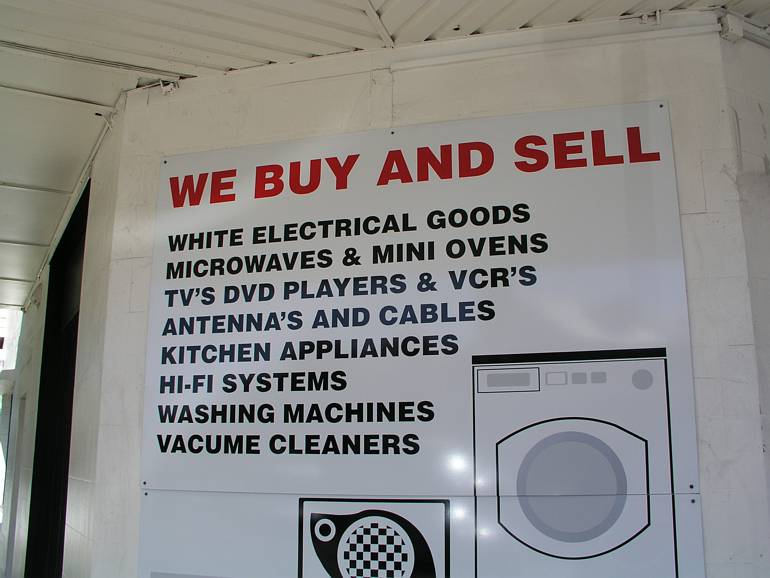 WE BUY AND SELL
WHITE ELECTRICAL GOODS
MICROWAVES & MINI OVENS
TV'S DVD PLAYERS & VCR'S
ANTENNA'S AND CABLES
KITCHEN APPLIANCES
HI-FI SYSTEMS
WASHING MACHINES
VACUME CLEANERS